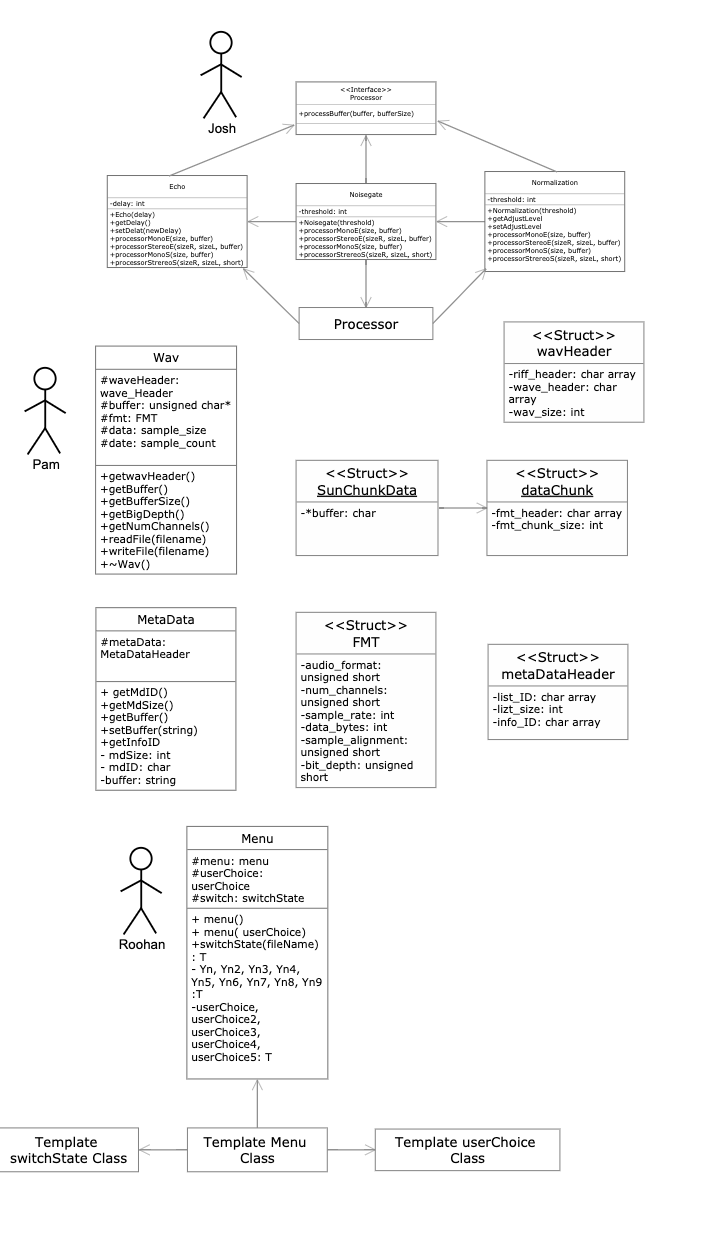 Josh
<<Interface>>
Processor
+processBuffer(buffer, bufferSize)
Echo
-delay: int
+Echo(delay)
+getDelay()
+setDelat(newDelay)
+processorMonoE(size, buffer)
+processorStereoE(sizeR, sizeL, buffer)
+processorMonoS(size, buffer)
+processorStrereoS(sizeR, sizeL, short)
Noisegate
-threshold: int
+Noisegate(threshold)
+processorMonoE(size, buffer)
+processorStereoE(sizeR, sizeL, buffer)
+processorMonoS(size, buffer)
+processorStrereoS(sizeR, sizeL, short)
Normalization
-threshold: int
+Normalization(threshold)
+getAdjustLevel
+setAdjustLevel
+processorMonoE(size, buffer)
+processorStereoE(sizeR, sizeL, buffer)
+processorMonoS(size, buffer)
+processorStrereoS(sizeR, sizeL, short)
Processor
Pam
Wav
#waveHeader:
wave_Header
#buffer: unsigned char*
#fmt: FMT
#data: sample_size
#date: sample_count
+getwavHeader()
+getBuffer()
+getBufferSize()
+getBigDepth()
+getNumChannels()
+readFile(filename)
+writeFile(filename)
+~Wav()
<<Struct>>
wavHeader
-riff_header: char array
-wave_header: char
array
-wav_size: int
<<Struct>>
SunChunkData
-*buffer: char
<<Struct>>
dataChunk
-fmt_header: char array
-fmt_chunk_size: int
MetaData
#metaData:
MetaDataHeader
+ getMdID()
+getMdSize()
+getBuffer()
+setBuffer(string)
+getInfoID
- mdSize: int
- mdID: char
-buffer: string
<<Struct>>
FMT
-audio_format:
unsigned short
-num_channels:
unsigned short
-sample_rate: int
-data_bytes: int
-sample_alignment:
unsigned short
-bit_depth: unsigned
short
<<Struct>>
metaDataHeader
-list_ID: char array
-lizt_size: int
-info_ID: char array
Roohan
Menu
#menu: menu
#userChoice:
userChoice
#switch: switchState
+ menu()
+ menu( userChoice)
+switchState(fileName)
: T
- Yn, Yn2, Yn3, Yn4,
Yn5, Yn6, Yn7, Yn8, Yn9
:T
-userChoice,
userChoice2,
userChoice3,
userChoice4,
userChoice5: T
Template
switchState Class
Template Menu
Class
Template userChoice
Class